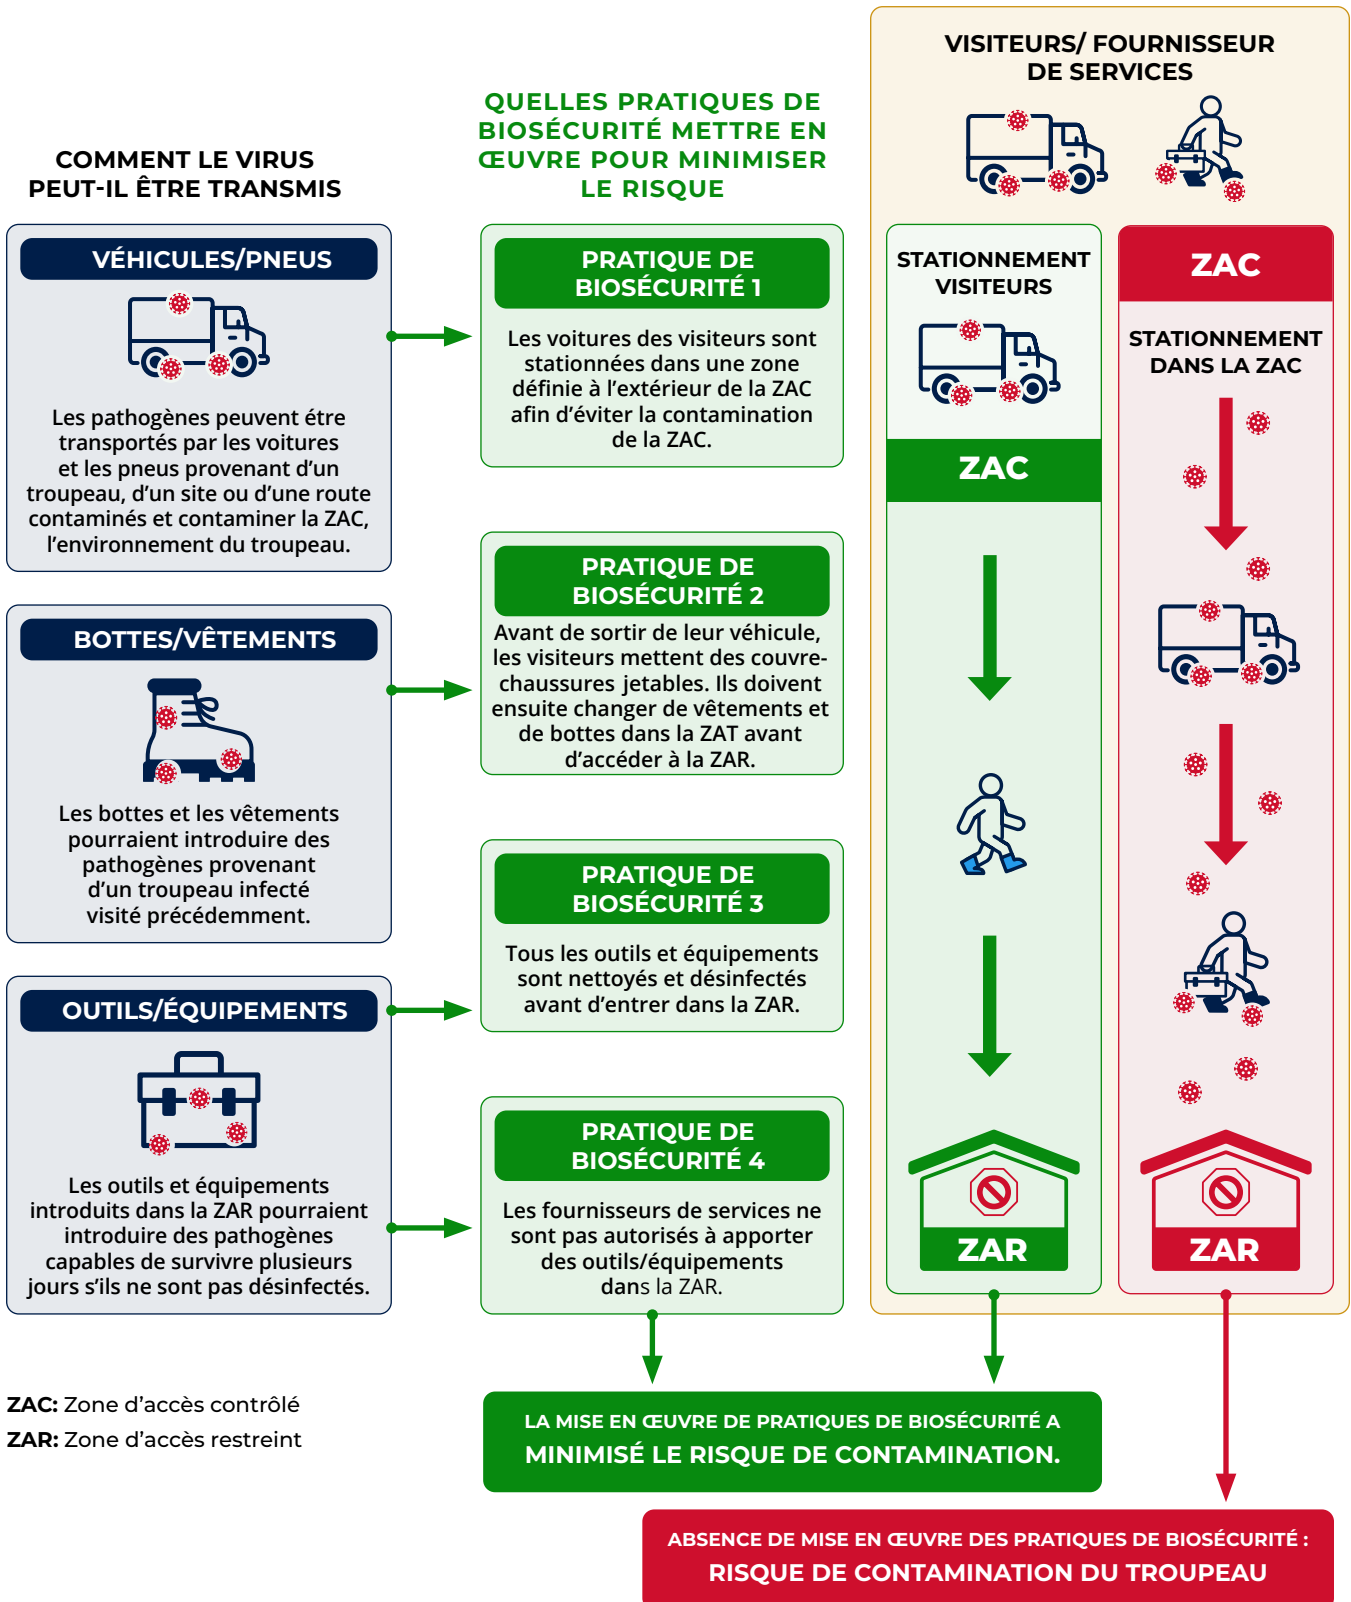 COMMENT LE VIRUS
PEUT-IL ÊTRE TRANSMIS
VÉHICULES/PNEUS
Les pathogènes peuvent étre
transportés par les voitures
et les pneus provenant d'un
troupeau, d'un site ou d'une route
contaminés et contaminer la ZAC,
l'environnement du troupeau.
BOTTES/VÊTEMENTS
Les bottes et les vêtements
pourraient introduire des
pathogènes provenant
d'un troupeau infecté
visité précédemment.
OUTILS/ÉQUIPEMENTS
Les outils et équipements
introduits dans la ZAR pourraient
introduire des pathogènes
capables de survivre plusieurs
jours s'ils ne sont pas désinfectés.
ZAC: Zone d'accès contrôlé
ZAR: Zone d'accès restreint
QUELLES PRATIQUES DE
BIOSÉCURITÉ METTRE EN
ŒUVRE POUR MINIMISER
LE RISQUE
PRATIQUE DE
BIOSÉCURITÉ 1
Les voitures des visiteurs sont
stationnées dans une zone
définie à l'extérieur de la ZAC
afin d'éviter la contamination
de la ZAC.
PRATIQUE DE
BIOSÉCURITÉ 2
Avant de sortir de leur véhicule,
les visiteurs mettent des couvre-
chaussures jetables. Ils doivent
ensuite changer de vêtements et
de bottes dans la ZAT avant
d'accéder à la ZAR.
PRATIQUE DE
BIOSÉCURITÉ 3
Tous les outils et équipements
sont nettoyés et désinfectés
avant d'entrer dans la ZAR.
PRATIQUE DE
BIOSÉCURITÉ 4
Les fournisseurs de services ne
sont pas autorisés à apporter
des outils/équipements
dans la ZAR.
VISITEURS/ FOURNISSEUR
DE SERVICES
STATIONNEMENT
VISITEURS
ZAC
ZAR
ZAC
STATIONNEMENT
DANS LA ZAC
ZAR
LA MISE EN ŒUVRE DE PRATIQUES DE BIOSÉCURITÉ A
MINIMISÉ LE RISQUE DE CONTAMINATION.
ABSENCE DE MISE EN ŒUVRE DES PRATIQUES DE BIOSÉCURITÉ :
RISQUE DE CONTAMINATION DU TROUPEAU